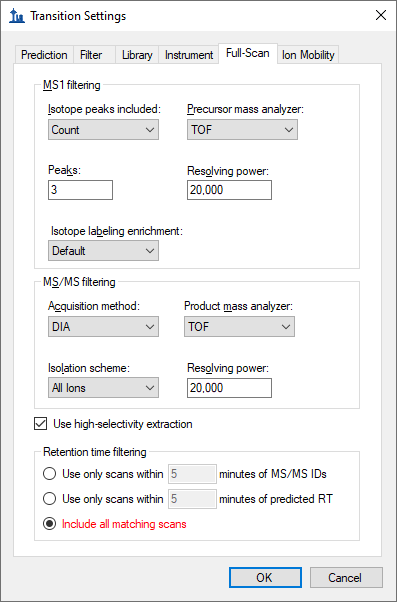 Transition Settings
Prediction Filter Library Instrument Full-Scan Ion Mobility
MS1 filtering
Isotope peaks included: Precursor mass analyzer:
Count TOF
Peaks: Resolving power:
3 20,000
Isotope labeling enrichment:
Default
MS/MS filtering
Acquisition method: Product mass analyzer:
DIA TOF
Isolation scheme: Resolving power:
All Ions 20,000
Use high-selectivity extraction
Retention time filtering
Use only scans within 5 minutes of MS/MS IDs
Use only scans within 5 minutes of predicted RT
Include all matching scans
OK Cancel